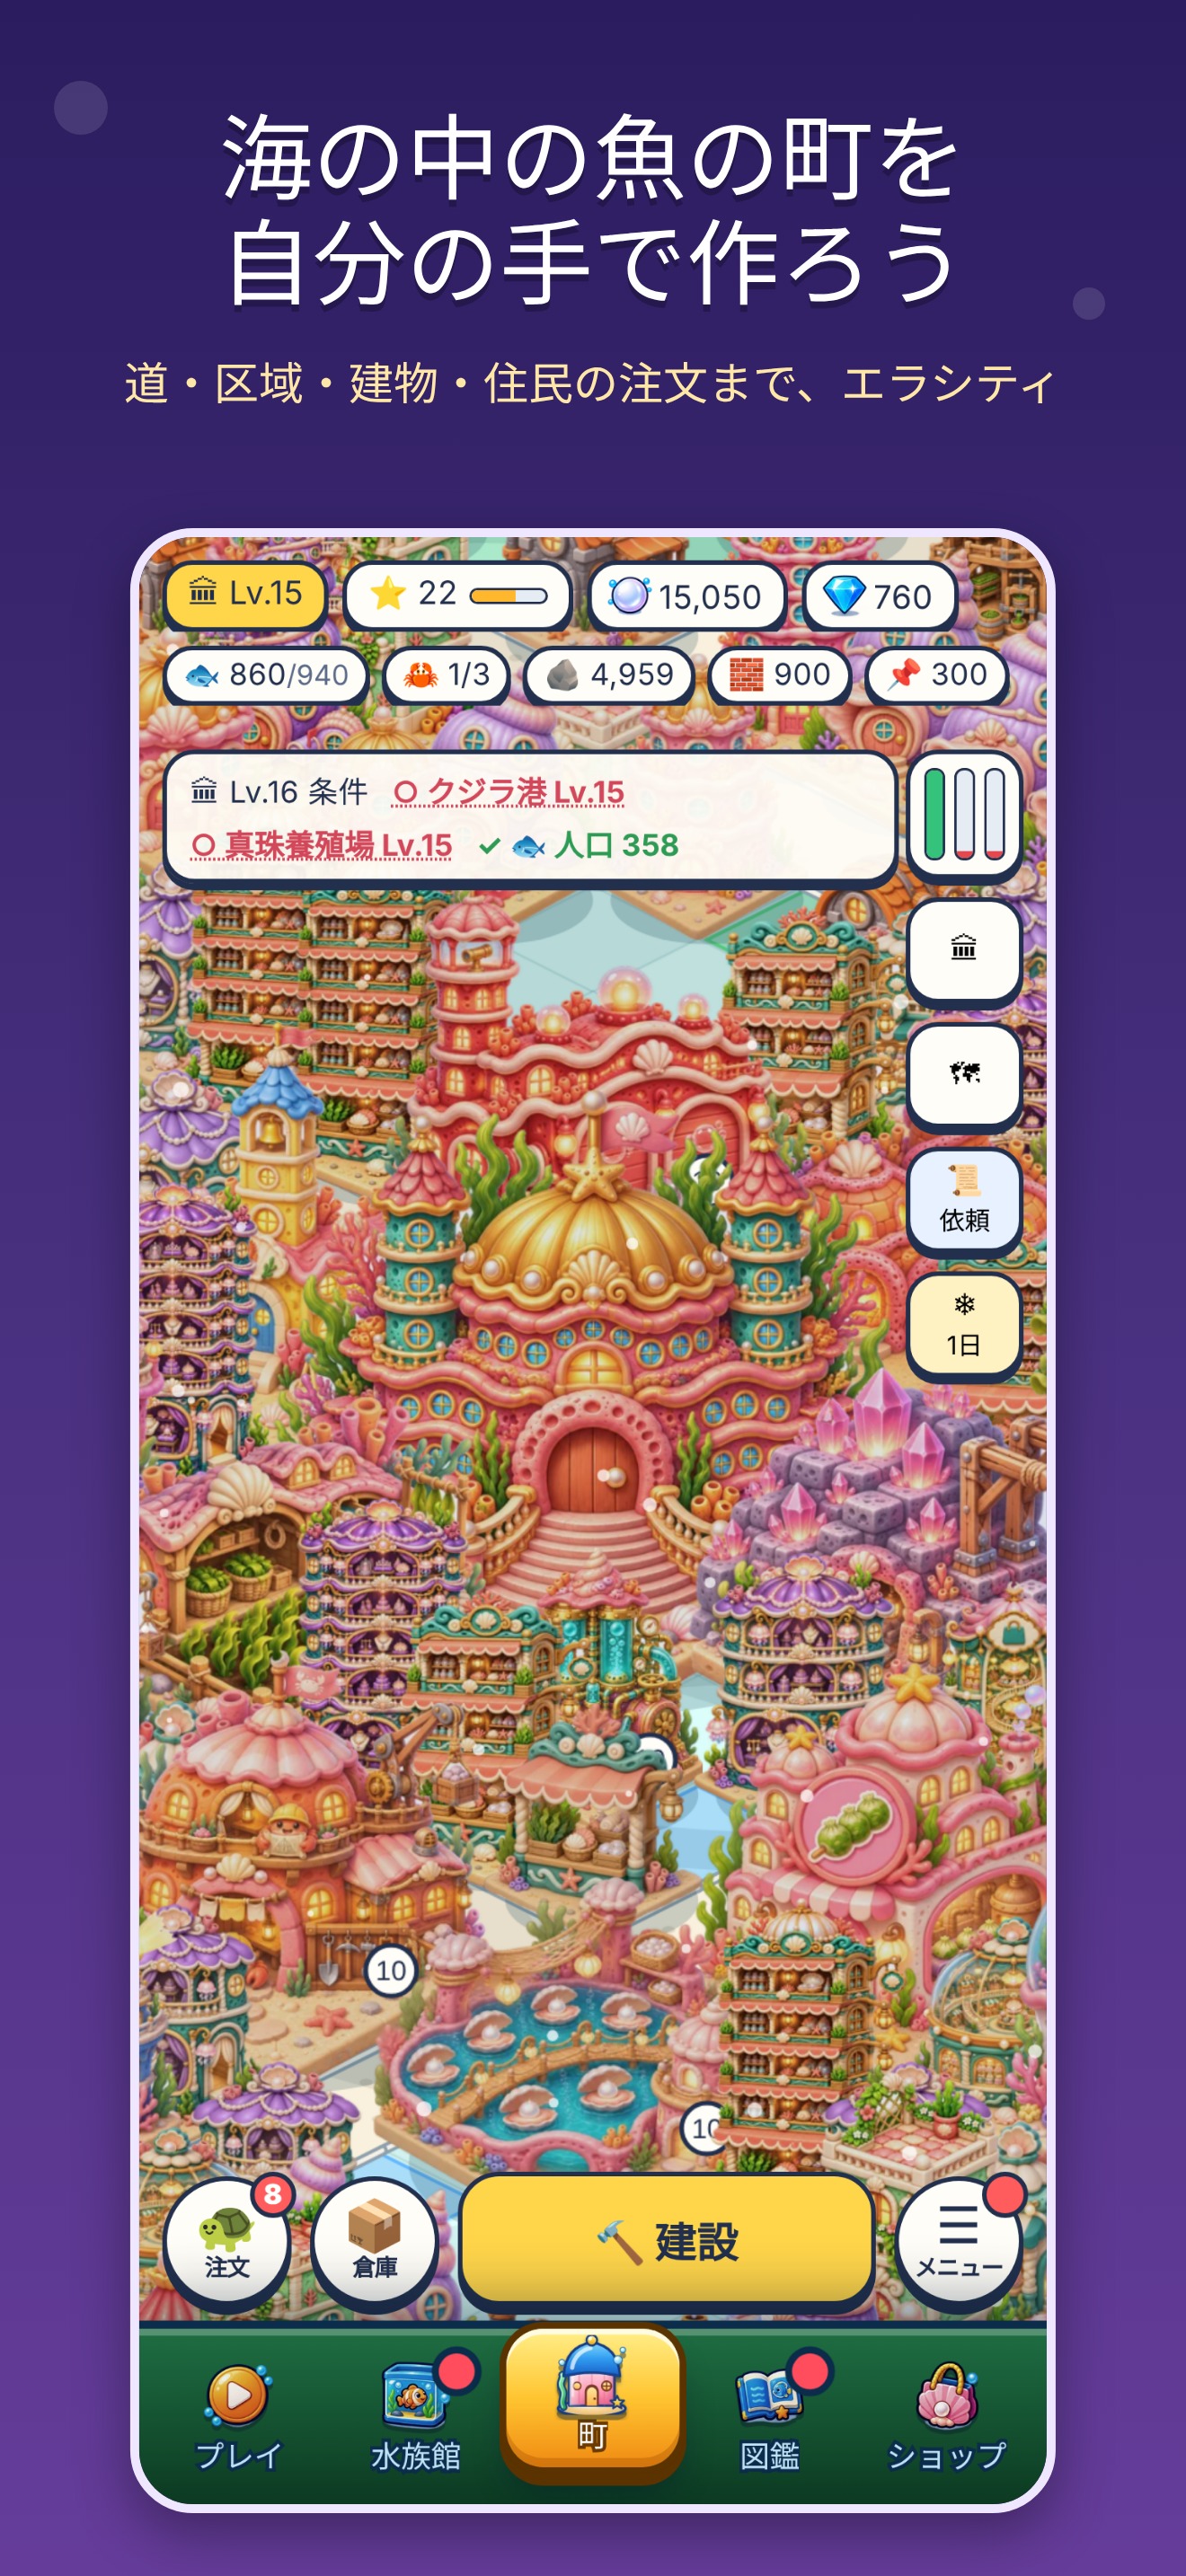 海の中の魚の町を
自分の手で作ろう
道・区域・建物・住民の注文まで、エラシティ
Lv.15
22
15,050
760
860/940
1/3
4,959
900
300
Lv.16 条件 クジラ港 Lv.15
真珠養殖場 Lv.15 ✓ 人口 358
依頼
1日
10
10
8
注文
倉庫
建設
メニュー
プレイ
水族館
町
図鑑
ショップ